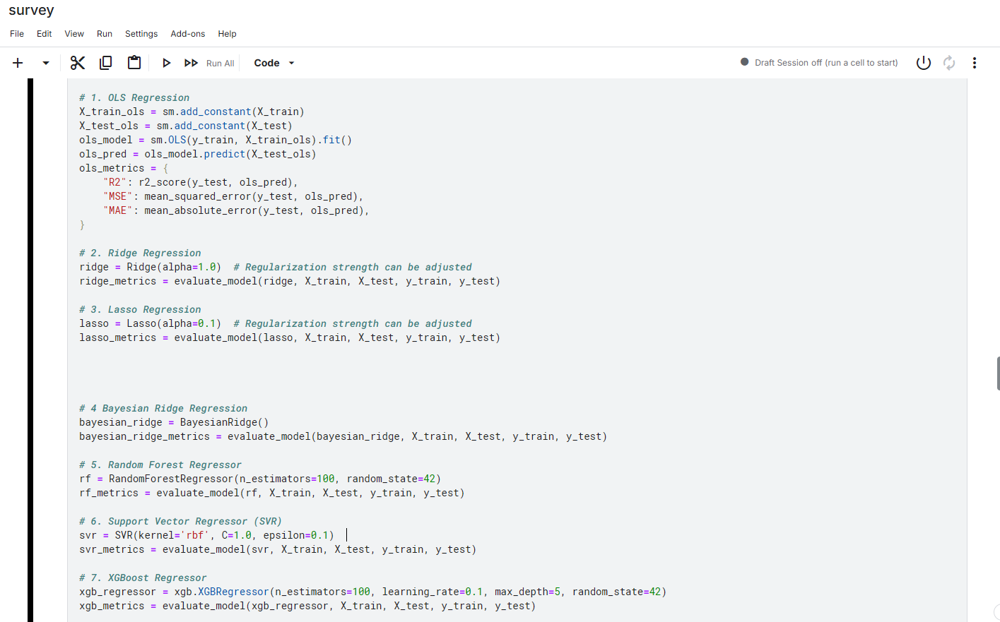 survey
File Edit View Run Settings Add-ons Help
Run All Code Draft Session off (run a cell to start)
# 1. OLS Regression
X_train_ols = sm.add_constant(X_train)
X_test_ols = sm.add_constant(X_test)
ols_model = sm.OLS(y_train, X_train_ols).fit()
ols_pred = ols_model.predict(X_test_ols)
ols_metrics = {
    "R2": r2_score(y_test, ols_pred),
    "MSE": mean_squared_error(y_test, ols_pred),
    "MAE": mean_absolute_error(y_test, ols_pred),
}
# 2. Ridge Regression
ridge = Ridge(alpha=1.0)  # Regularization strength can be adjusted
ridge_metrics = evaluate_model(ridge, X_train, X_test, y_train, y_test)
# 3. Lasso Regression
lasso = Lasso(alpha=0.1)  # Regularization strength can be adjusted
lasso_metrics = evaluate_model(lasso, X_train, X_test, y_train, y_test)
# 4 Bayesian Ridge Regression
bayesian_ridge = BayesianRidge()
bayesian_ridge_metrics = evaluate_model(bayesian_ridge, X_train, X_test, y_train, y_test)
# 5. Random Forest Regressor
rf = RandomForestRegressor(n_estimators=100, random_state=42)
rf_metrics = evaluate_model(rf, X_train, X_test, y_train, y_test)
# 6. Support Vector Regressor (SVR)
svr = SVR(kernel='rbf', C=1.0, epsilon=0.1)
svr_metrics = evaluate_model(svr, X_train, X_test, y_train, y_test)
# 7. XGBoost Regressor
xgb_regressor = xgb.XGBRegressor(n_estimators=100, learning_rate=0.1, max_depth=5, random_state=42)
xgb_metrics = evaluate_model(xgb_regressor, X_train, X_test, y_train, y_test)